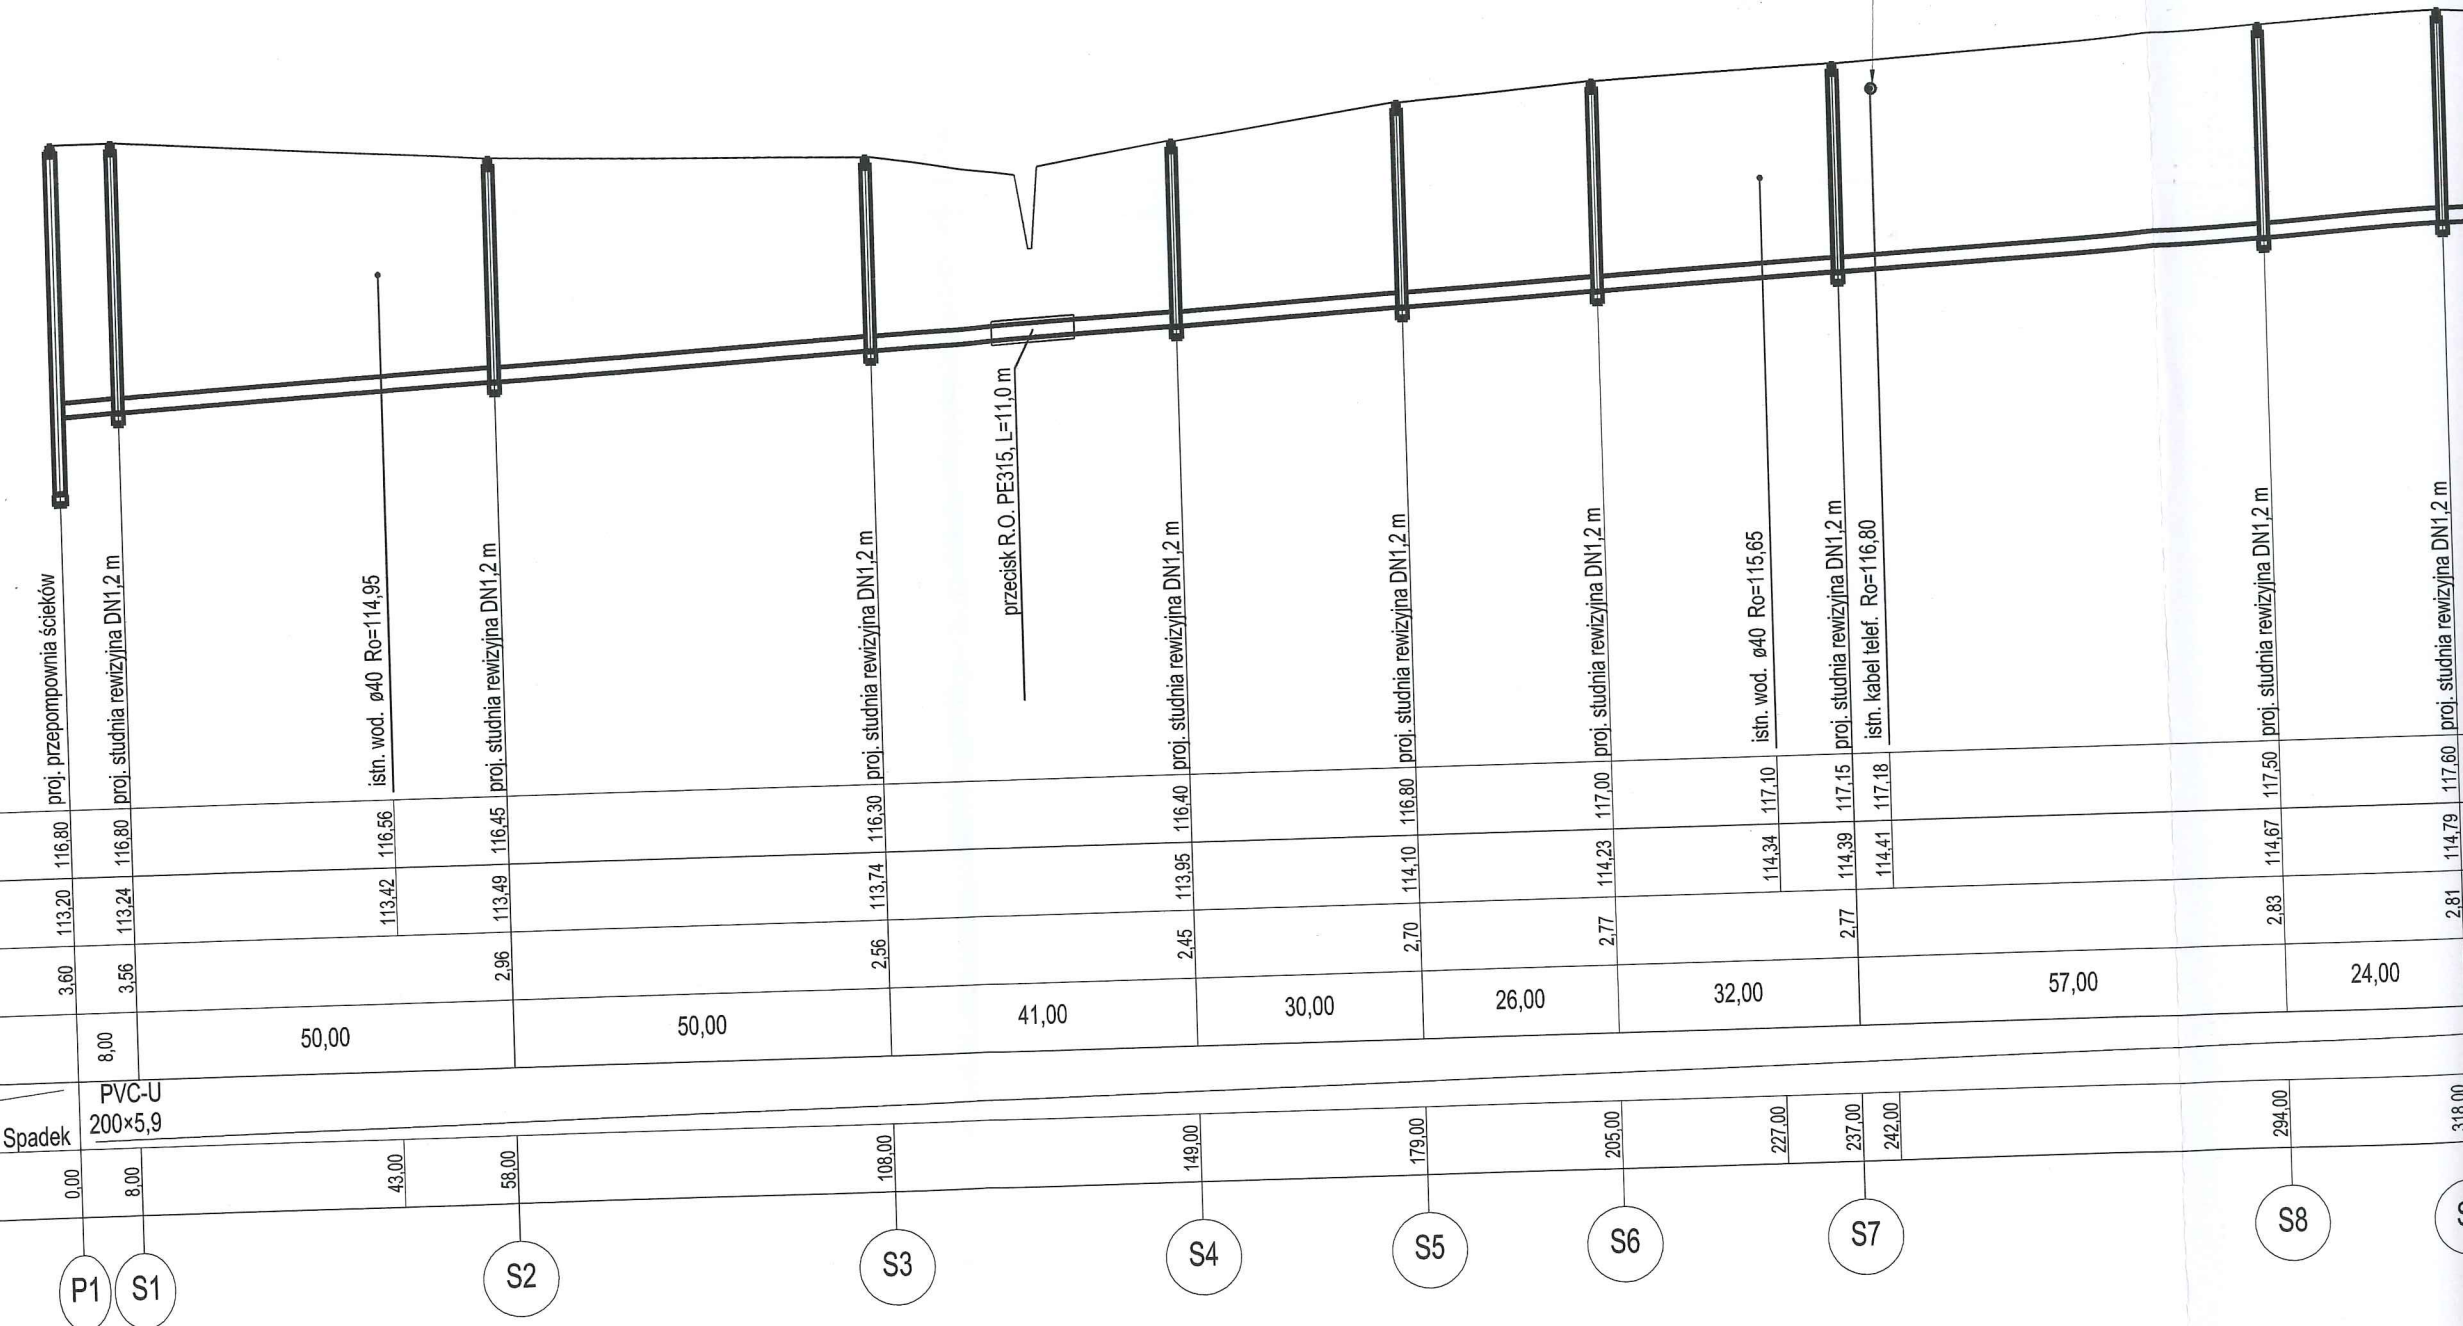 przecisk R.O. PE315, L=11,0 m
proj. przepompownia ścieków
proj. studnia rewizyjna DN1,2 m
istn. wod. ø40 Ro=114,95
proj. studnia rewizyjna DN1,2 m
proj. studnia rewizyjna DN1,2 m
proj. studnia rewizyjna DN1,2 m
proj. studnia rewizyjna DN1,2 m
proj. studnia rewizyjna DN1,2 m
istn. wod. ø40 Ro=115,65
proj. studnia rewizyjna DN1,2 m
istn. kabel telef. Ro=116,80
proj. studnia rewizyjna DN1,2 m
proj. studnia rewizyjna DN1,2 m
116,80 116,80 116,56 116,45 116,30 116,40 116,80 117,00 117,10 117,15 117,18 117,50 117,60
113,20 113,24 113,42 113,49 113,74 113,95 114,10 114,23 114,34 114,39 114,41 114,67 114,79
3,60 3,56 2,96 2,56 2,45 2,70 2,77 2,77 2,83 2,81
8,00 50,00 50,00 41,00 30,00 26,00 32,00 57,00 24,00
PVC-U
200×5,9
Spadek
0,00 8,00 43,00 58,00 108,00 149,00 179,00 205,00 227,00 237,00 242,00 294,00 318,00
P1 S1 S2 S3 S4 S5 S6 S7 S8